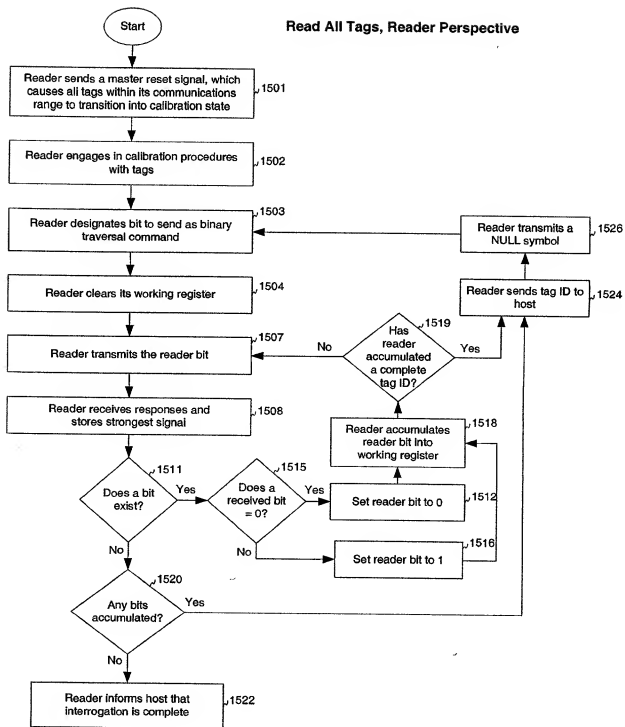 Start
Read All Tags, Reader Perspective
Reader sends a master reset signal, which
causes all tags within its communications
range to transition into calibration state
1501
Reader engages in calibration procedures
with tags
1502
Reader designates bit to send as binary
traversal command
1503
Reader transmits a
NULL symbol
1526
Reader clears its working register
1504
Reader sends tag ID to
host
1524
Reader transmits the reader bit
1507
No
Has
reader
accumulated
a complete
tag ID?
1519
Yes
Reader receives responses and
stores strongest signal
1508
Reader accumulates
reader bit into
working register
1518
Does a bit
exist?
1511
Yes
Does a
received bit
= 0?
1515
Yes
Set reader bit to 0
1512
No
No
Set reader bit to 1
1516
Any bits
accumulated?
1520
Yes
No
Reader informs host that
interrogation is complete
1522